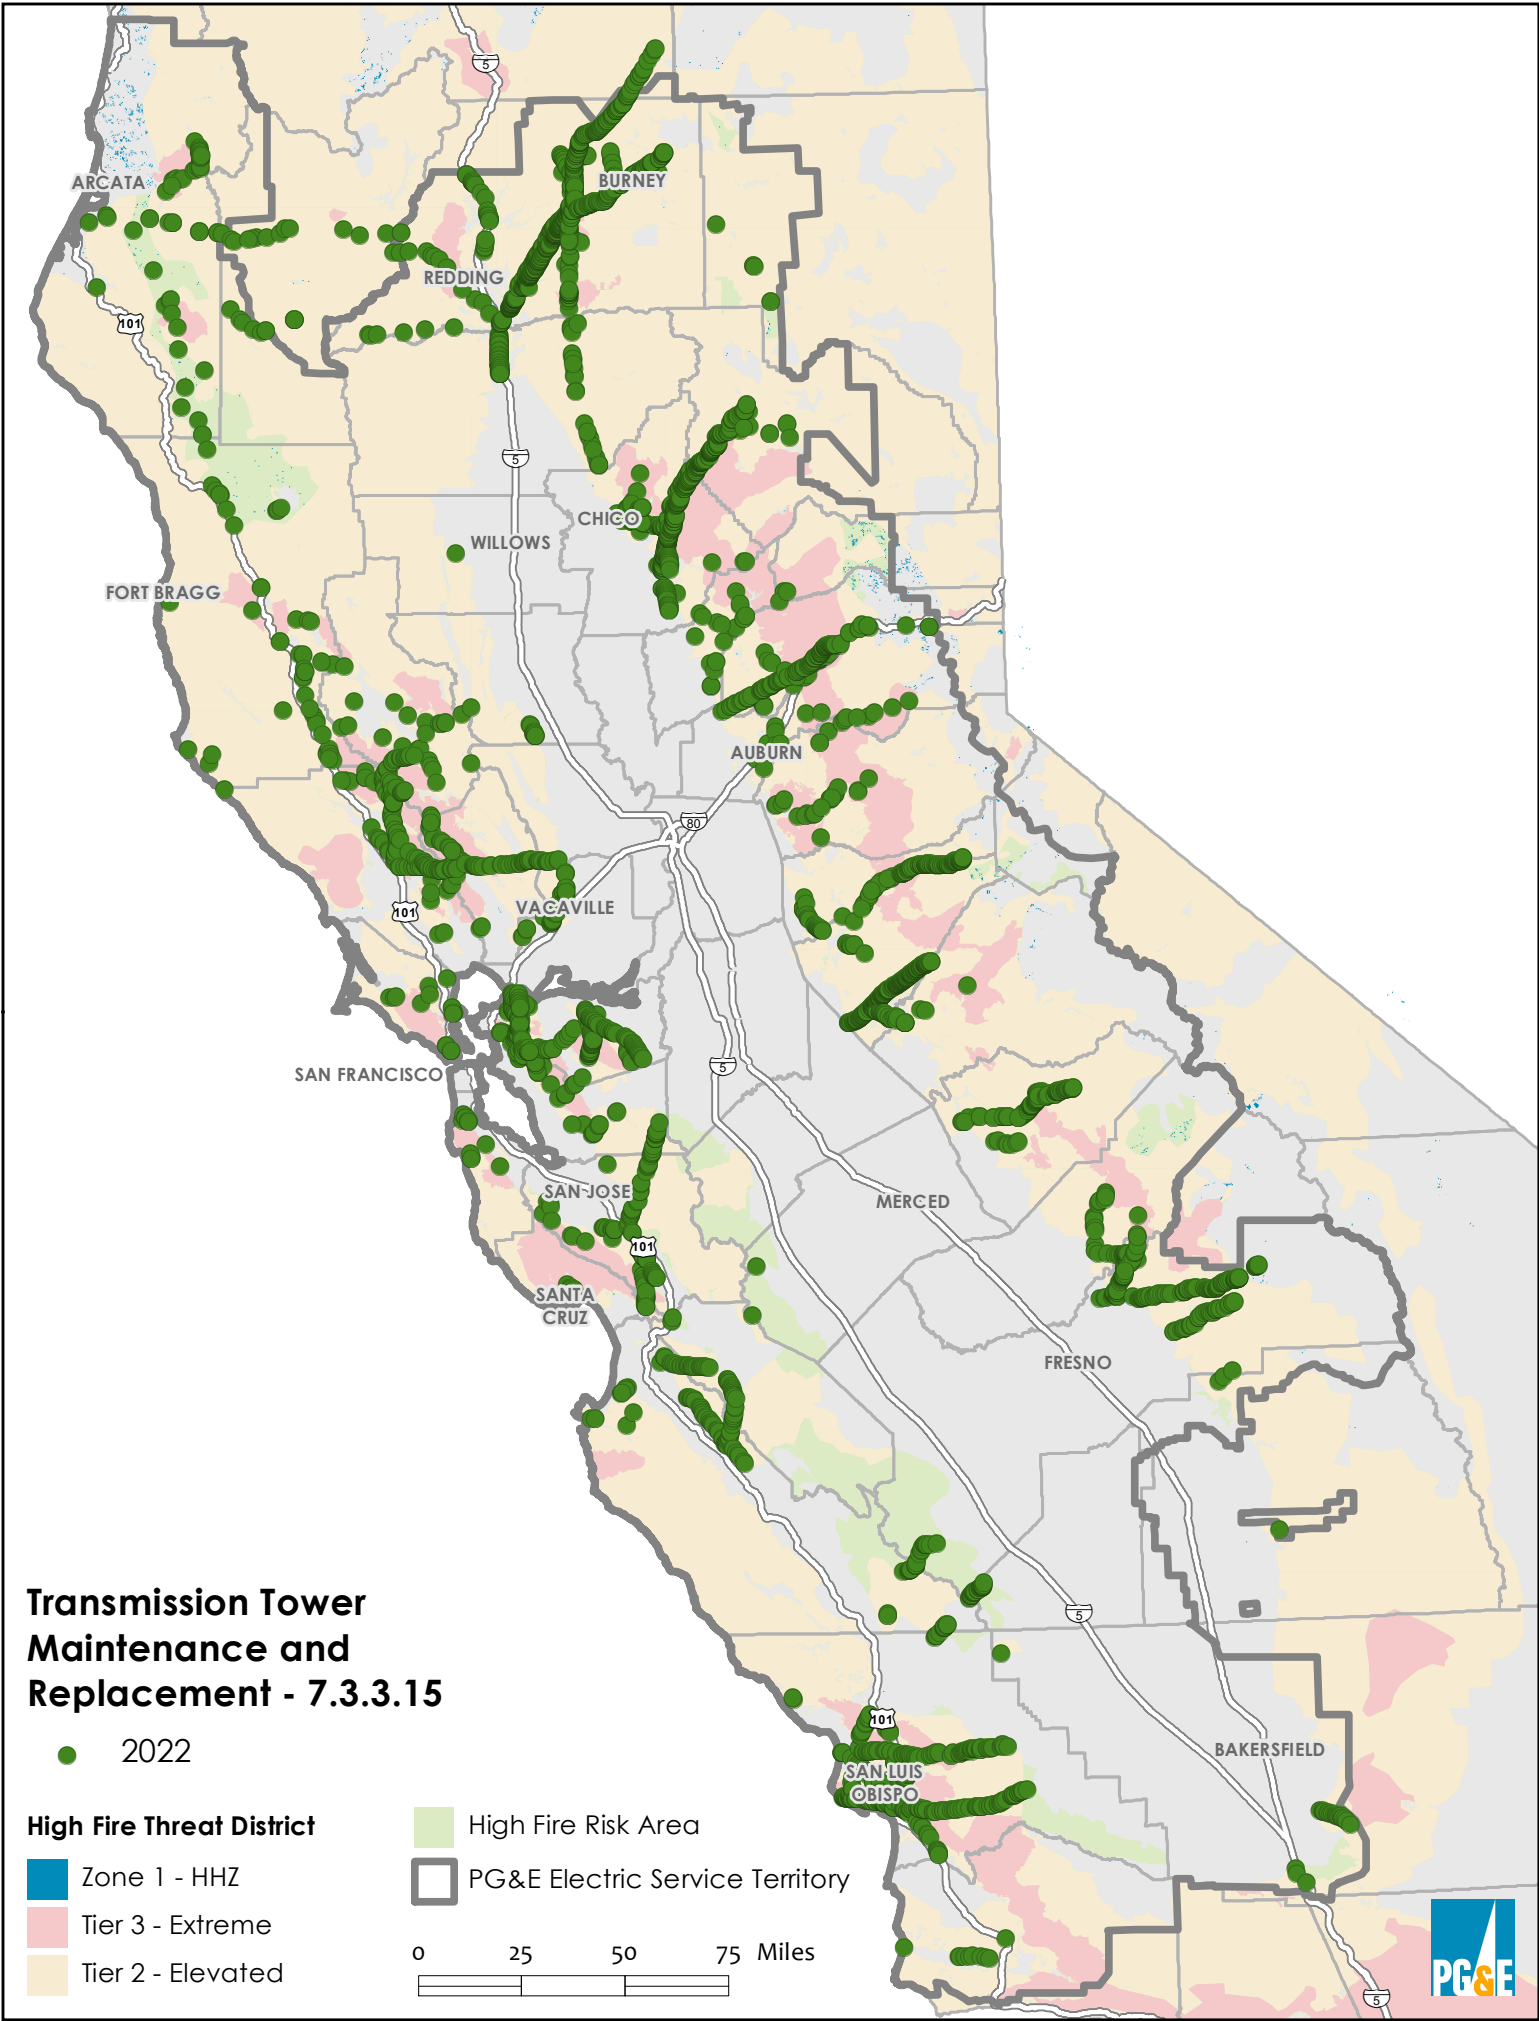 5
ARCATA
BURNEY
REDDING
101
5
CHICO
WILLOWS
FORT BRAGG
AUBURN
80
VACAVILLE
101
SAN FRANCISCO
5
SAN JOSE
MERCED
101
SANTA
CRUZ
FRESNO
5
101
BAKERSFIELD
SAN LUIS
OBISPO
5
Transmission Tower
Maintenance and
Replacement - 7.3.3.15
2022
High Fire Threat District
Zone 1 - HHZ
Tier 3 - Extreme
Tier 2 - Elevated
High Fire Risk Area
PG&E Electric Service Territory
0 25 50 75 Miles
PG&E